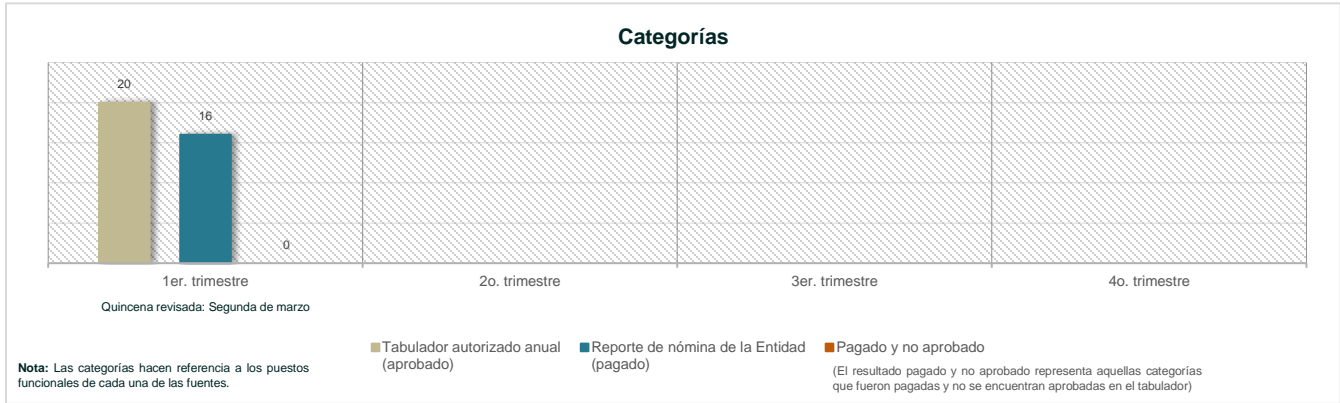 Categorías
20
16
0
1er. trimestre
2o. trimestre
3er. trimestre
4o. trimestre
Quincena revisada: Segunda de marzo
Tabulador autorizado anual
(aprobado)
Reporte de nómina de la Entidad
(pagado)
Pagado y no aprobado
(El resultado pagado y no aprobado representa aquellas categorías
que fueron pagadas y no se encuentran aprobadas en el tabulador)
Nota: Las categorías hacen referencia a los puestos
funcionales de cada una de las fuentes.